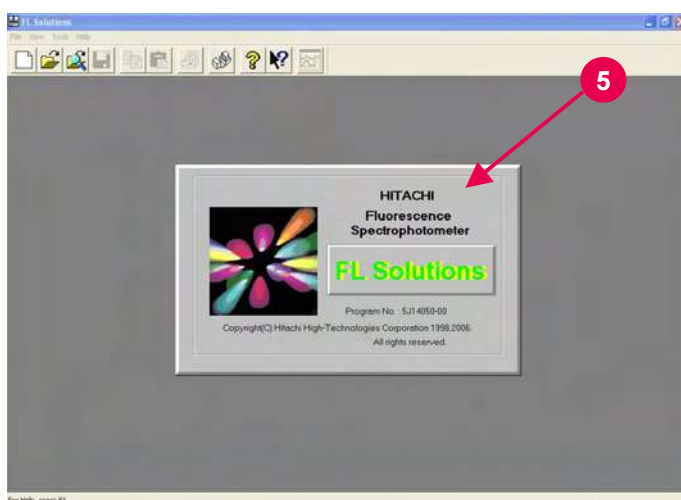 FL Solutions
File View Tools Help
5
HITACHI
Fluorescence
Spectrophotometer
FL Solutions
Program No. 5J14050-00
Copyright(C) Hitachi High-Technologies Corporation 1998,2006.
All rights reserved.
For Help, press F1